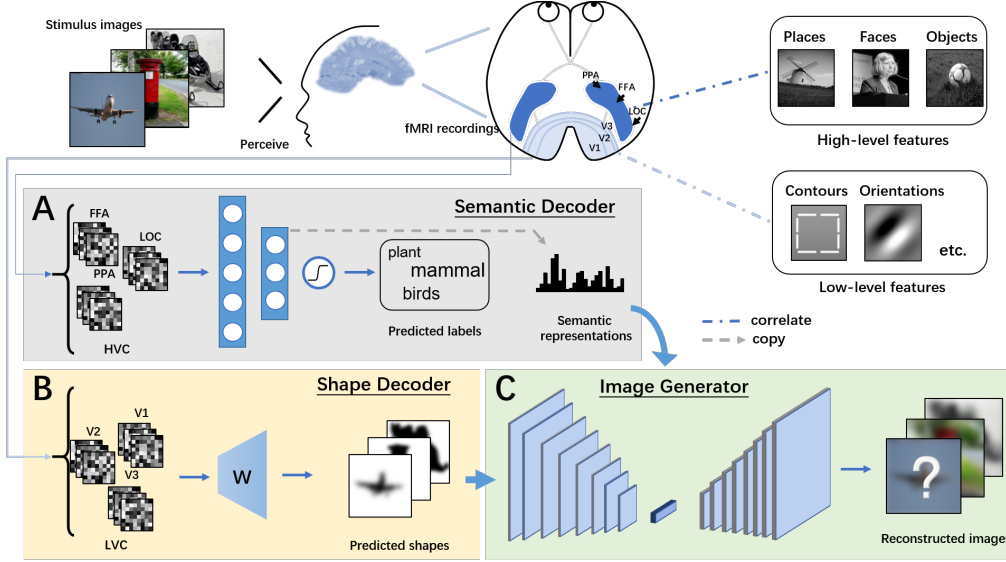 Stimulus images
Perceive
fMRI recordings
PPA
FFA
LOC
V3
V2
V1
Places
Faces
Objects
High-level features
Contours
Orientations
etc.
Low-level features
correlate
copy
A
Semantic Decoder
FFA
LOC
PPA
HVC
plant
mammal
birds
Predicted labels
Semantic
representations
B
Shape Decoder
V1
V2
V3
LVC
W
Predicted shapes
C
Image Generator
?
Reconstructed image